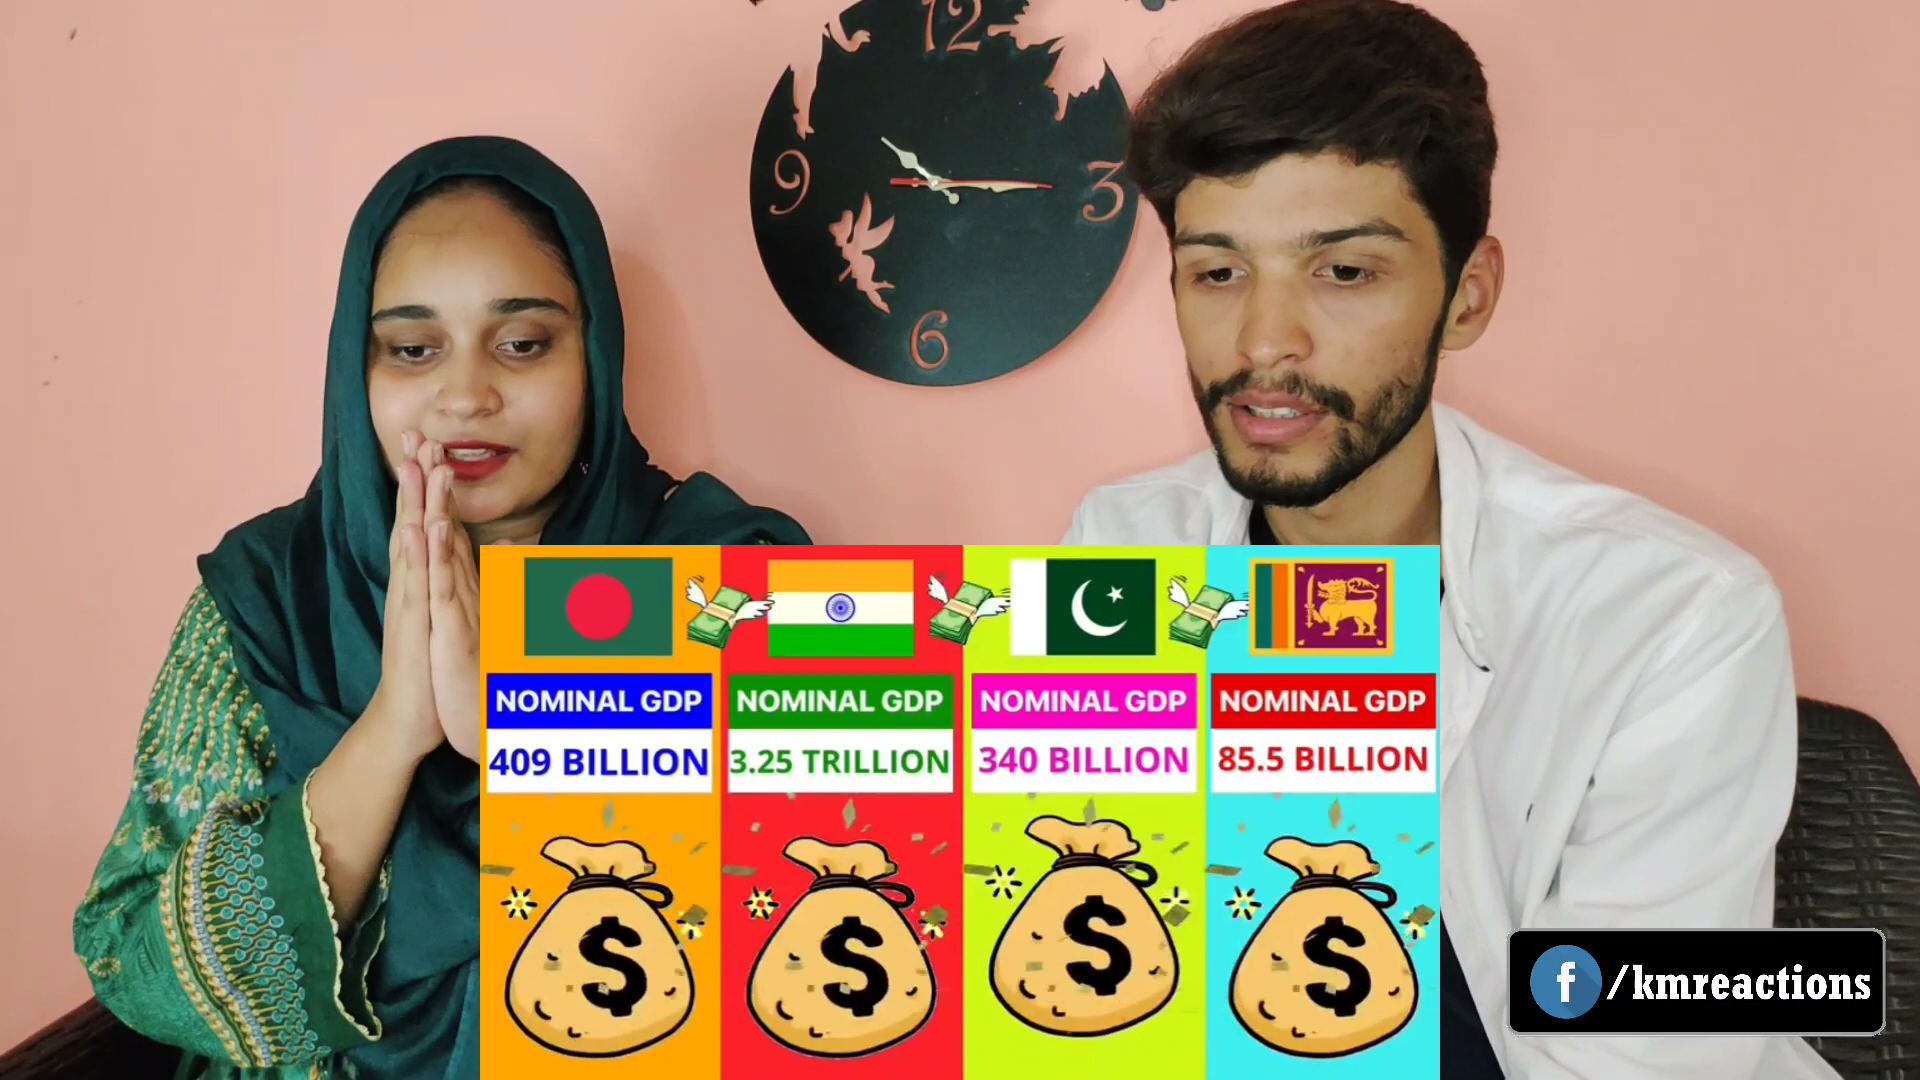 12
9
3
6
NOMINAL GDP
409 BILLION
NOMINAL GDP
3.25 TRILLION
NOMINAL GDP
340 BILLION
NOMINAL GDP
85.5 BILLION
$
$
$
$
f/kmreactions